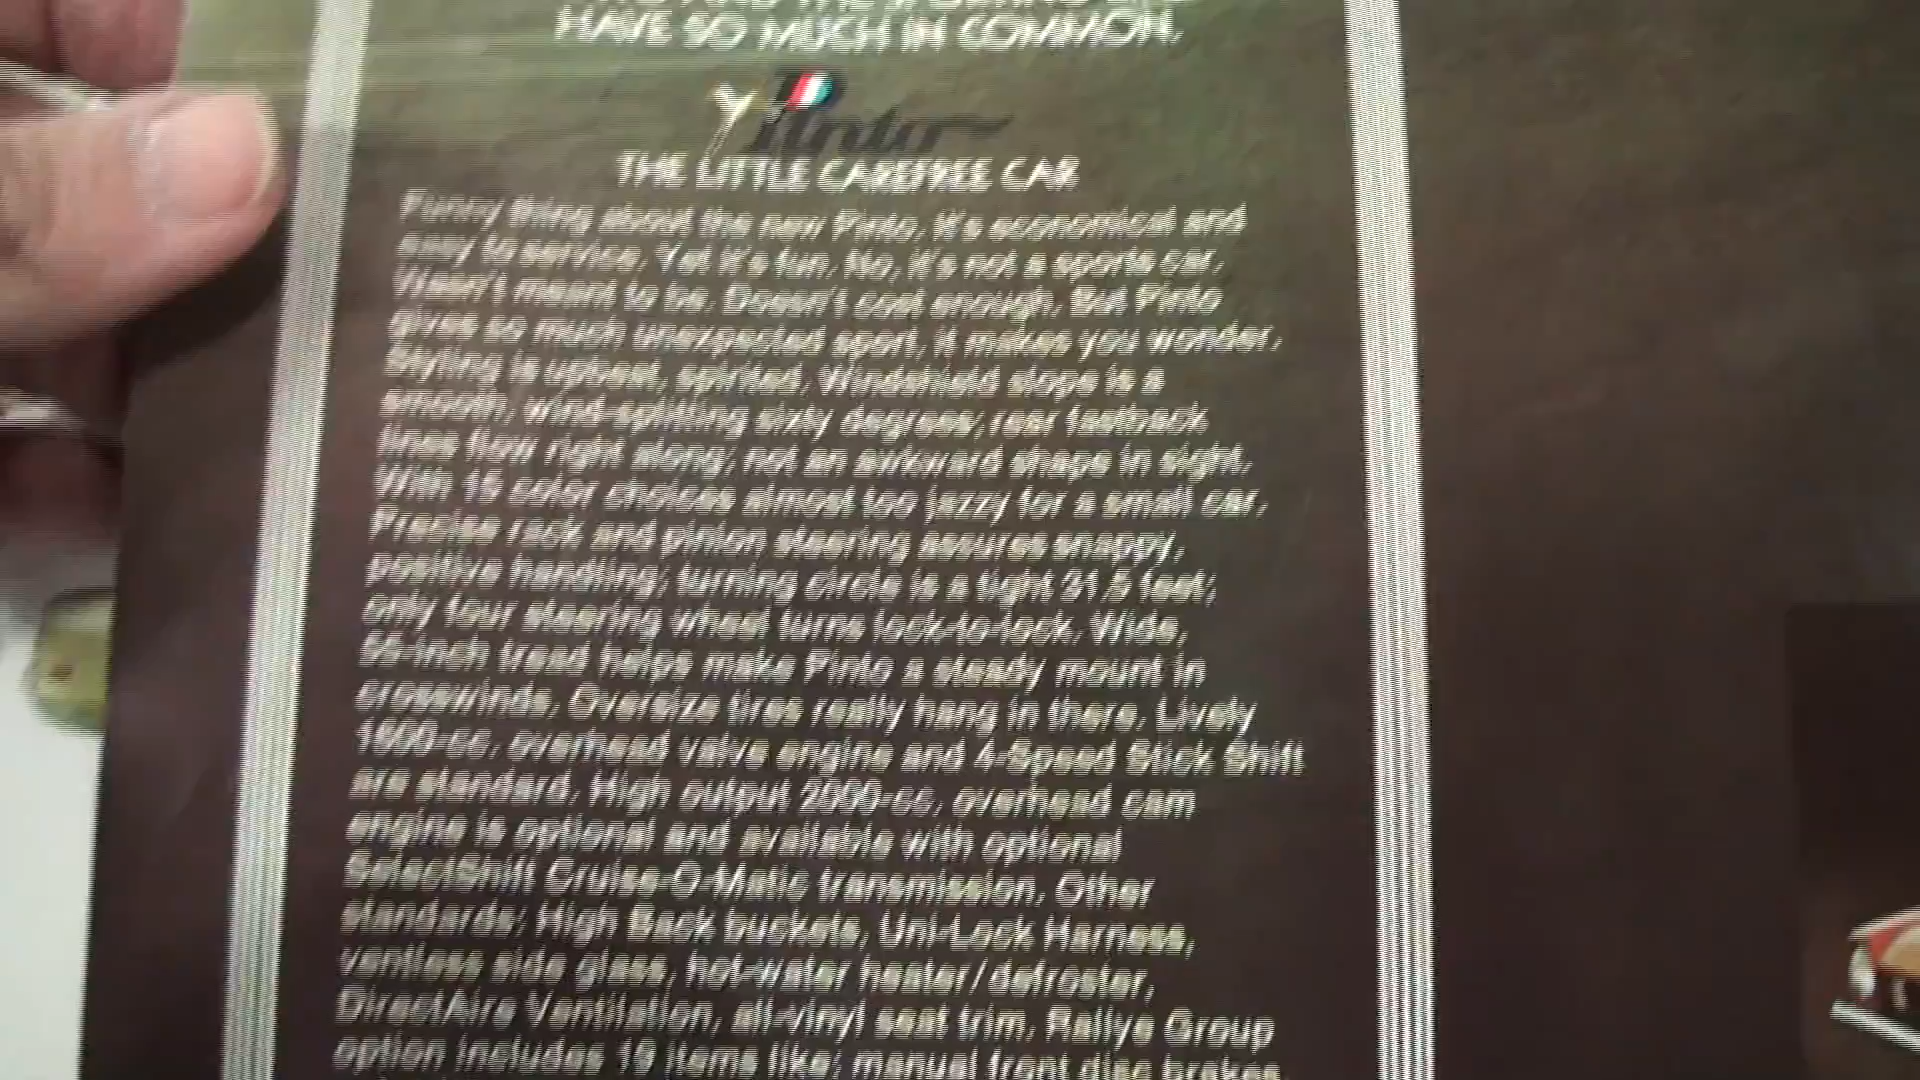 HAVE SO MUCH IN COMMON.
Pinto
THE LITTLE CAREFREE CAR
Funny thing about the new Pinto. It's economical and
easy to service. Yet it's fun. No, it's not a sports car.
Wasn't meant to be. Doesn't cost enough. But Pinto
gives so much unexpected sport, it makes you wonder.
Styling is upbeat, spirited. Windshield slope is a
smooth, wind-splitting sixty degrees; rear fastback
lines flow right along; not an awkward shape in sight.
With 15 color choices almost too jazzy for a small car.
Precise rack and pinion steering assures snappy,
positive handling; turning circle is a tight 31.5 feet;
only four steering wheel turns lock-to-lock. Wide,
55-inch tread helps make Pinto a steady mount in
crosswinds. Oversize tires really hang in there. Lively
1600-cc. overhead valve engine and 4-Speed Stick Shift
are standard. High output 2000-cc. overhead cam
engine is optional and available with optional
SelectShift Cruise-O-Matic transmission. Other
standards: High Back buckets, Uni-Lock Harness,
ventless side glass, hot-water heater/defroster,
DirectAire Ventilation, all-vinyl seat trim. Rallye Group
option includes 19 items like: manual front disc brakes,